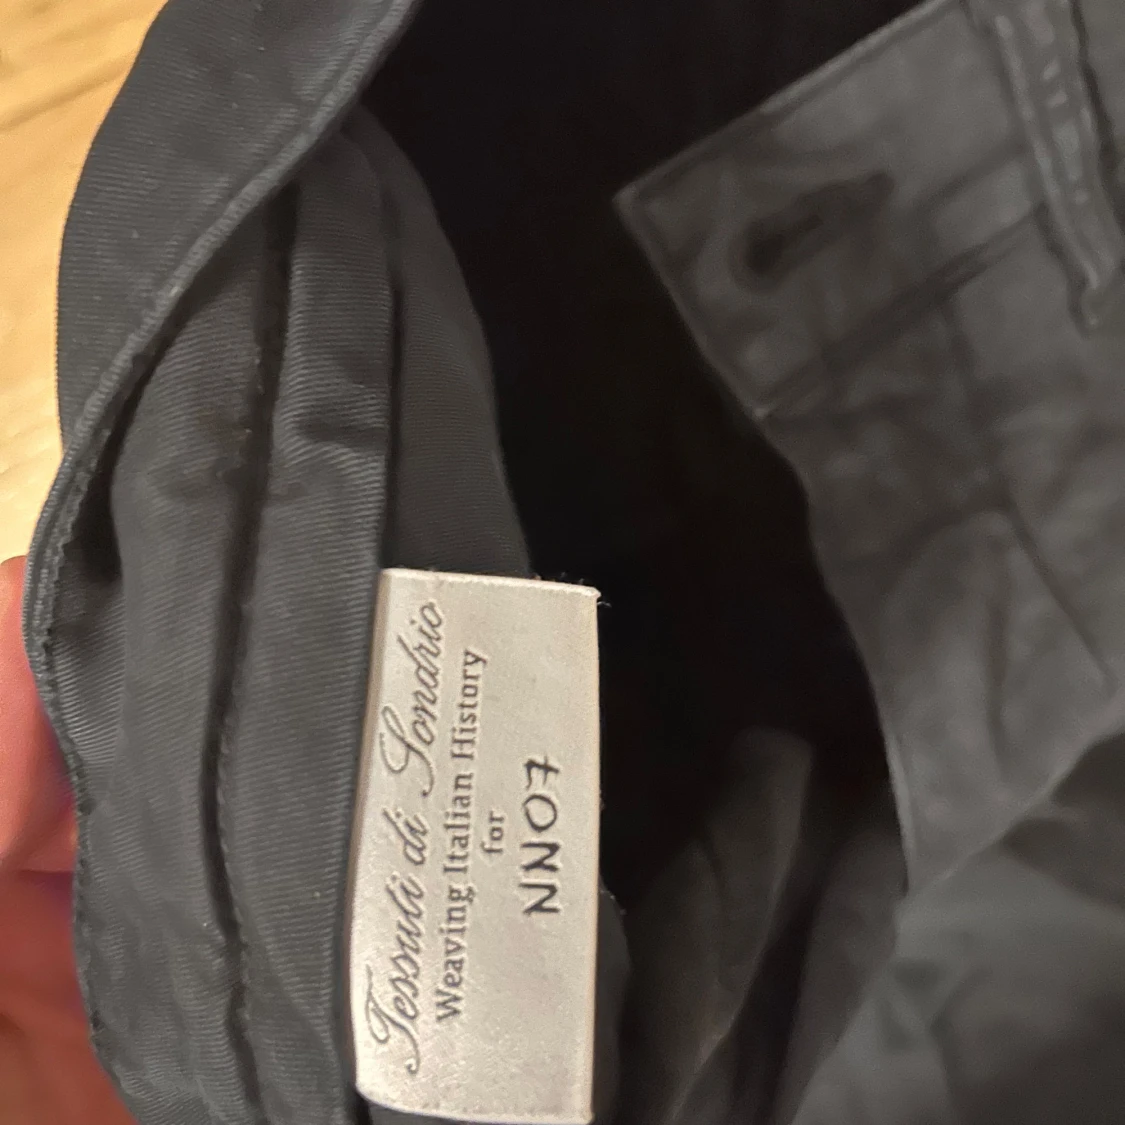 Tessuti di Sondrio
Weaving Italian History
for
NN07